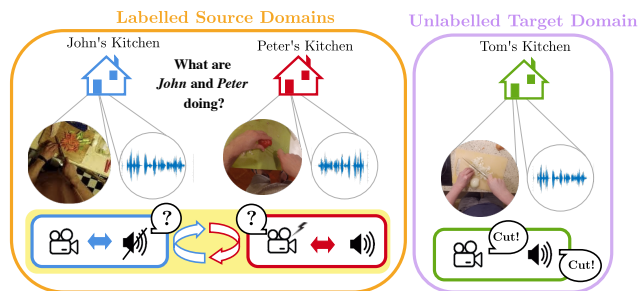 Labelled Source Domains
Unlabelled Target Domain
John's Kitchen
What are
John and Peter
doing?
Peter's Kitchen
Tom's Kitchen
?
?
Cut!
Cut!